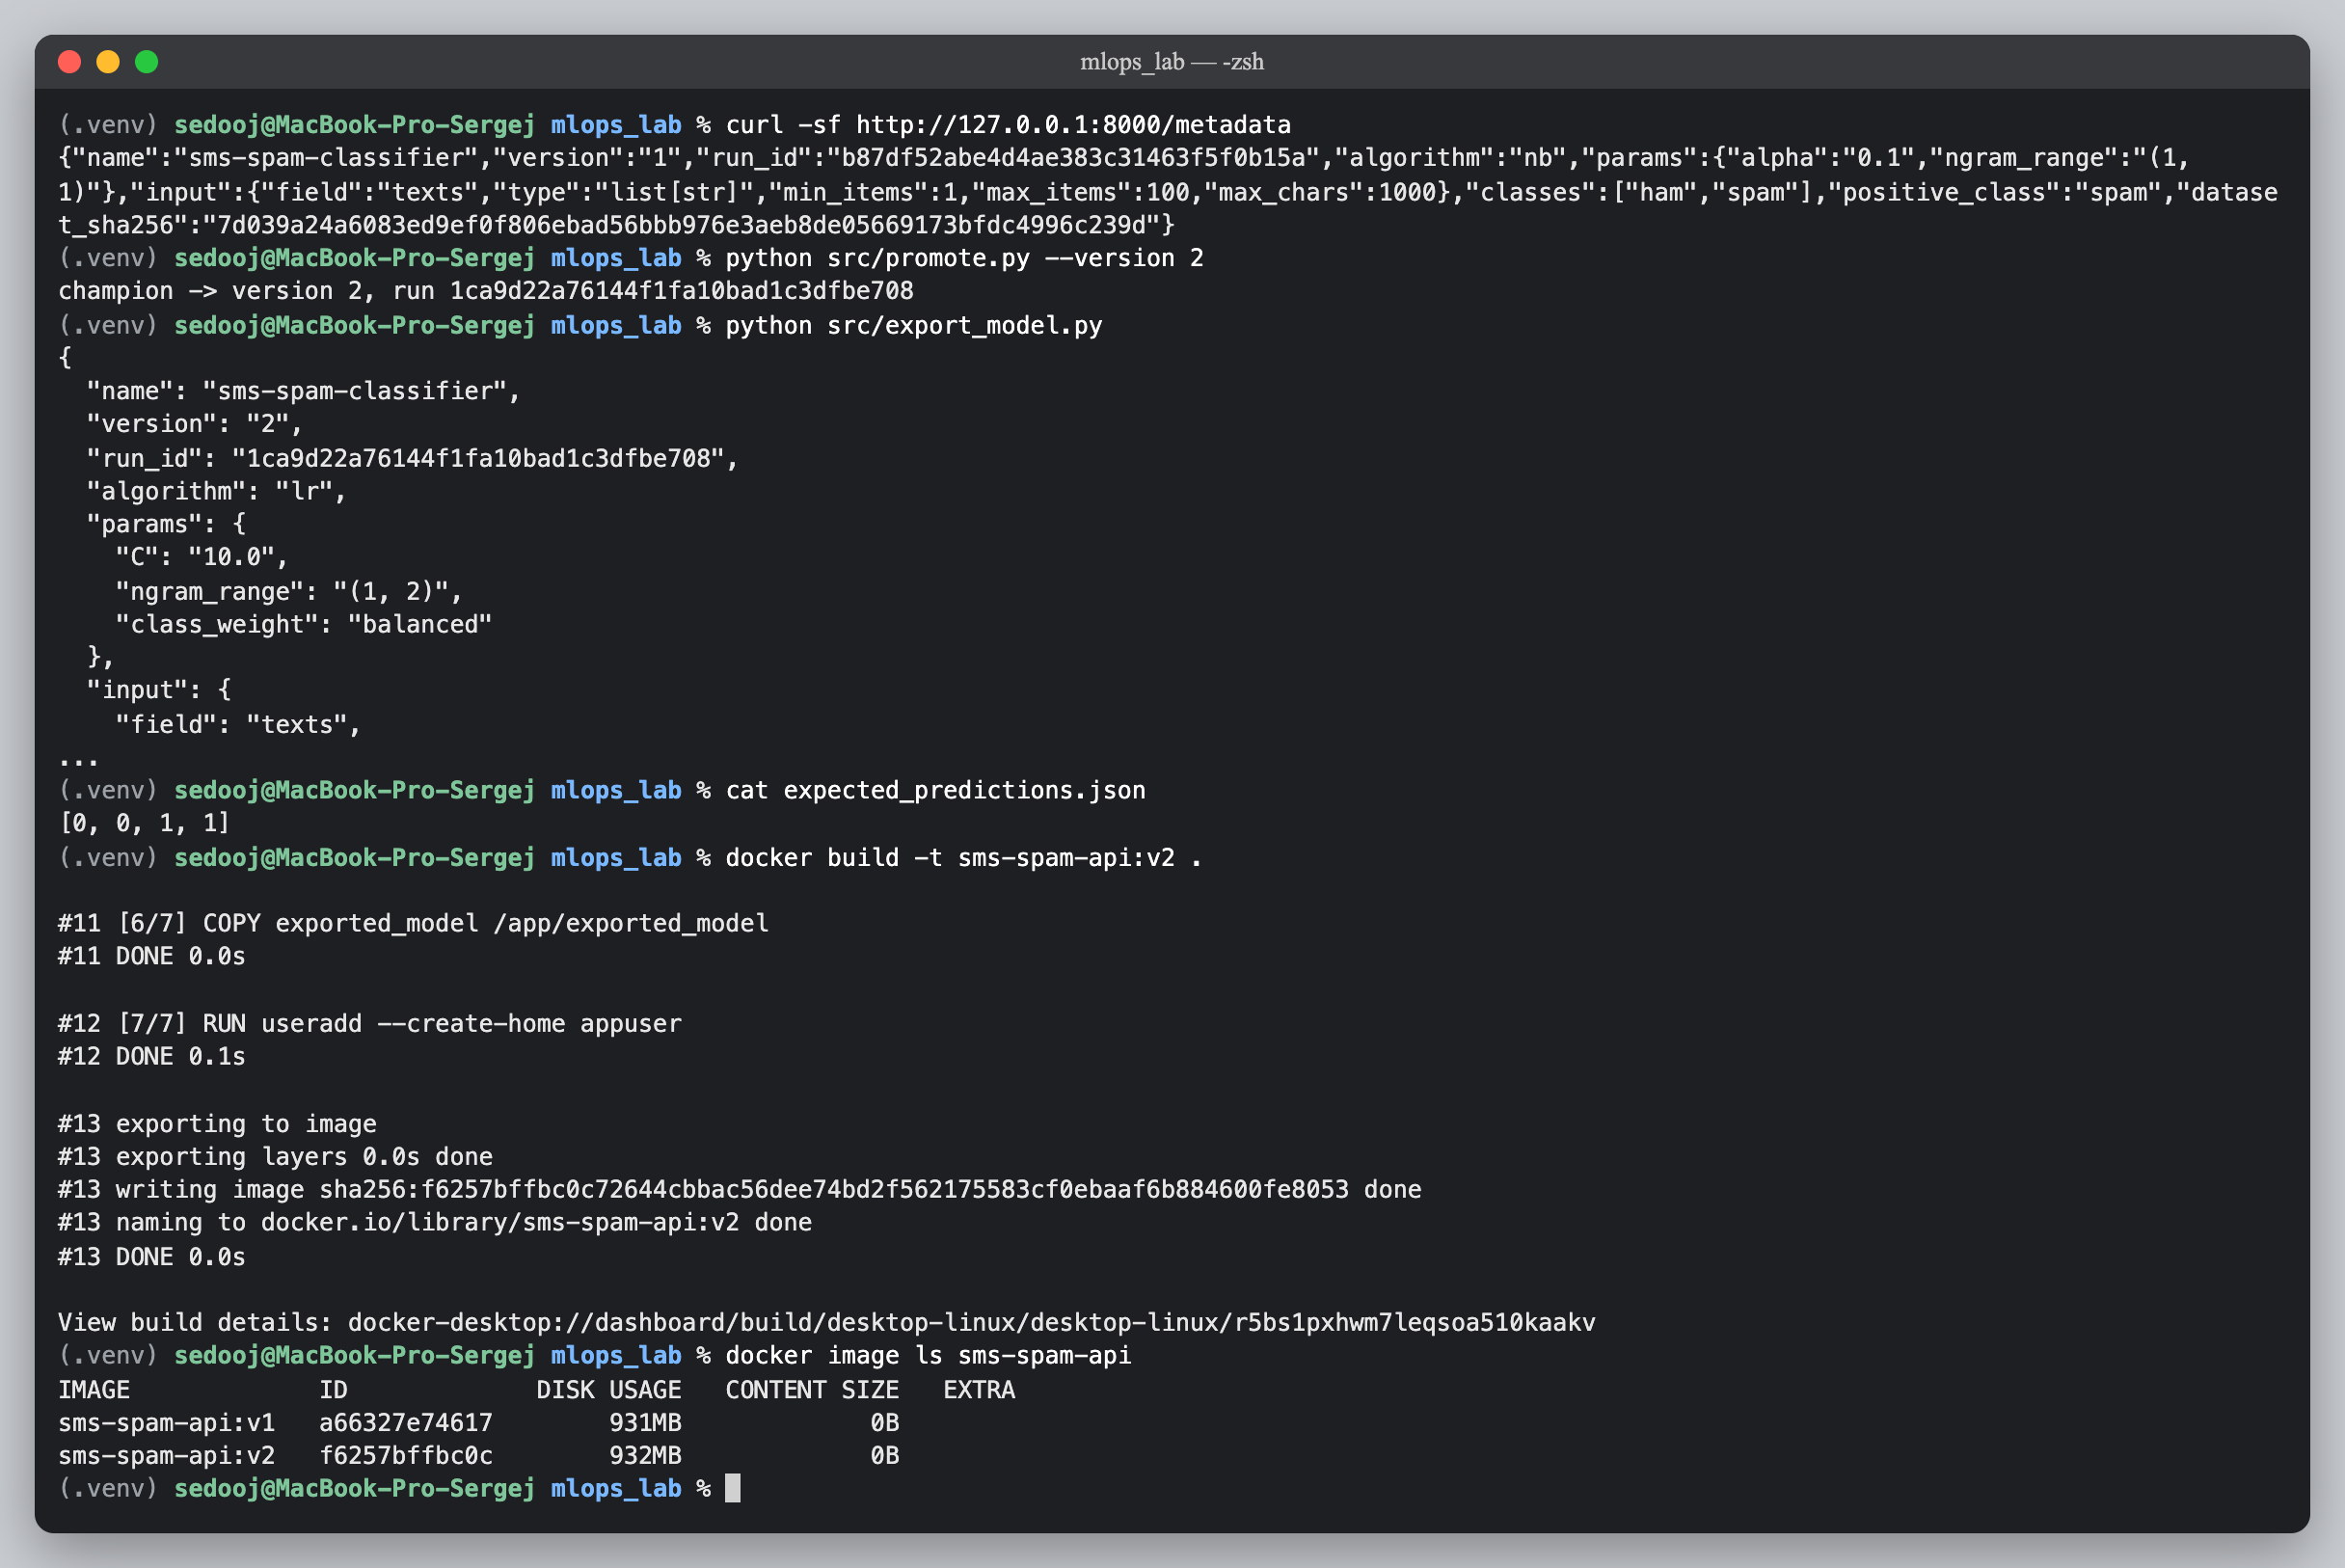 mlops_lab — -zsh
(.venv) sedooj@MacBook-Pro-Sergej mlops_lab % curl -sf http://127.0.0.1:8000/metadata
{"name":"sms-spam-classifier","version":"1","run_id":"b87df52abe4d4ae383c31463f5f0b15a","algorithm":"nb","params":{"alpha":"0.1","ngram_range":"(1,
1)"},"input":{"field":"texts","type":"list[str]","min_items":1,"max_items":100,"max_chars":1000},"classes":["ham","spam"],"positive_class":"spam","datase
t_sha256":"7d039a24a6083ed9ef0f806ebad56bbb976e3aeb8de05669173bfdc4996c239d"}
(.venv) sedooj@MacBook-Pro-Sergej mlops_lab % python src/promote.py --version 2
champion -> version 2, run 1ca9d22a76144f1fa10bad1c3dfbe708
(.venv) sedooj@MacBook-Pro-Sergej mlops_lab % python src/export_model.py
{
  "name": "sms-spam-classifier",
  "version": "2",
  "run_id": "1ca9d22a76144f1fa10bad1c3dfbe708",
  "algorithm": "lr",
  "params": {
    "C": "10.0",
    "ngram_range": "(1, 2)",
    "class_weight": "balanced"
  },
  "input": {
    "field": "texts",
...
(.venv) sedooj@MacBook-Pro-Sergej mlops_lab % cat expected_predictions.json
[0, 0, 1, 1]
(.venv) sedooj@MacBook-Pro-Sergej mlops_lab % docker build -t sms-spam-api:v2 .
#11 [6/7] COPY exported_model /app/exported_model
#11 DONE 0.0s
#12 [7/7] RUN useradd --create-home appuser
#12 DONE 0.1s
#13 exporting to image
#13 exporting layers 0.0s done
#13 writing image sha256:f6257bffbc0c72644cbbac56dee74bd2f562175583cf0ebaaf6b884600fe8053 done
#13 naming to docker.io/library/sms-spam-api:v2 done
#13 DONE 0.0s
View build details: docker-desktop://dashboard/build/desktop-linux/desktop-linux/r5bs1pxhwm7leqsoa510kaakv
(.venv) sedooj@MacBook-Pro-Sergej mlops_lab % docker image ls sms-spam-api
IMAGE             ID             DISK USAGE   CONTENT SIZE   EXTRA
sms-spam-api:v1   a66327e74617        931MB             0B
sms-spam-api:v2   f6257bffbc0c        932MB             0B
(.venv) sedooj@MacBook-Pro-Sergej mlops_lab %